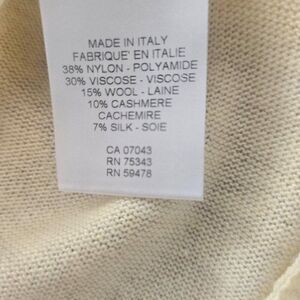 MADE IN ITALY
FABRIQUE' EN ITALIE
38% NYLON - POLYAMIDE
30% VISCOSE - VISCOSE
15% WOOL - LAINE
10% CASHMERE
CACHEMIRE
7% SILK - SOIE
CA 07043
RN 75343
RN 59478